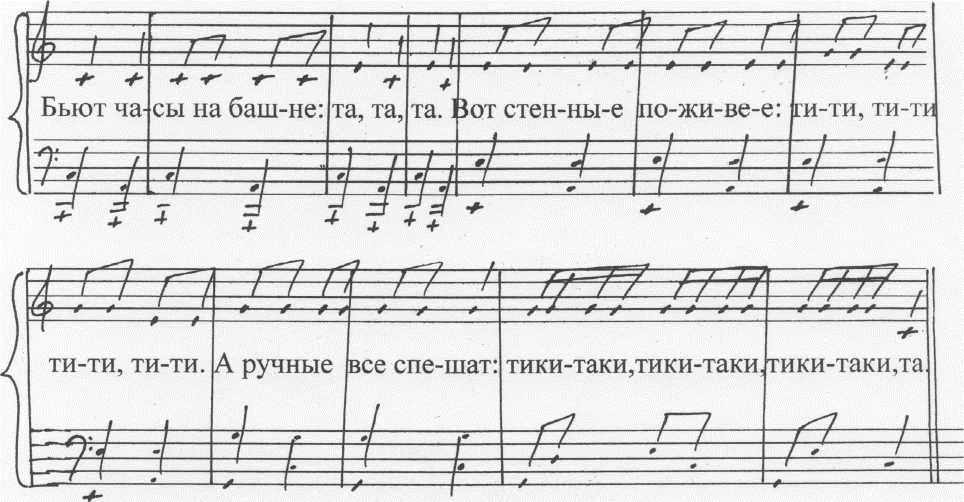 Бьют ча-сы на баш-не: та, та, та. Вот стен-ны-е по-жи-ве-е: ти-ти, ти-ти
ти-ти, ти-ти. А ручные все спе-шат: тики-таки,тики-таки,тики-таки,та.